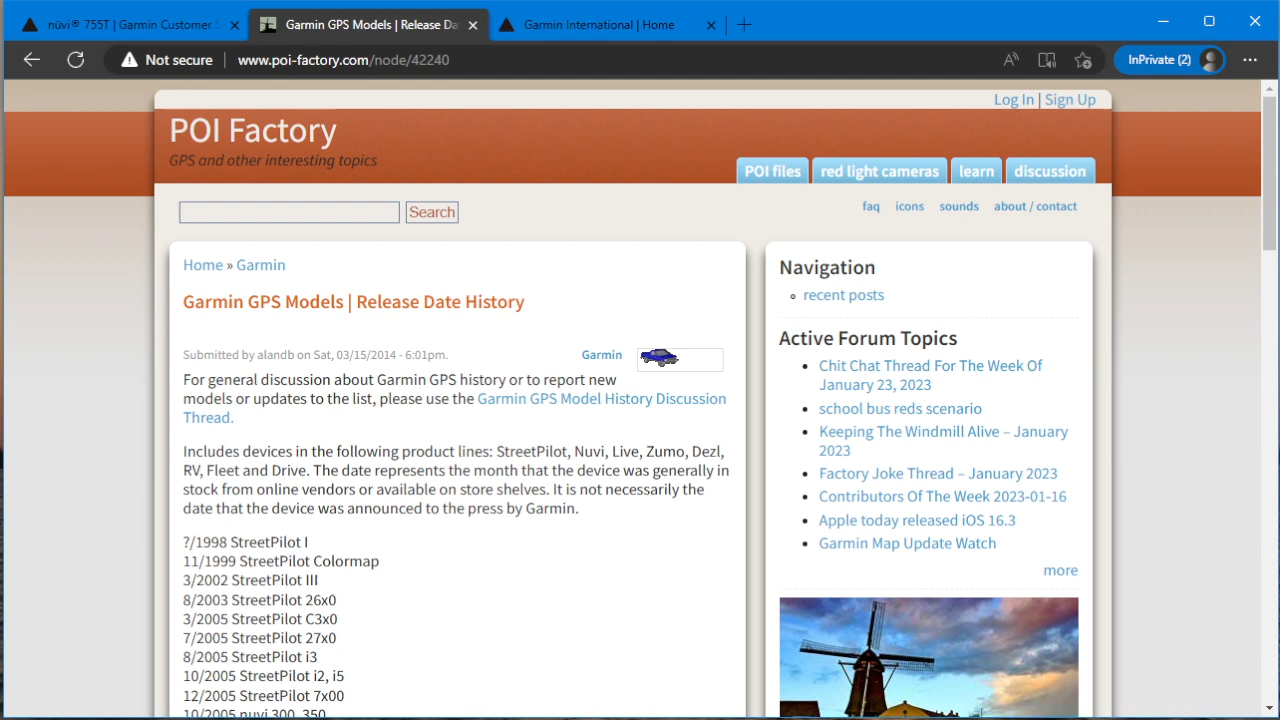 nüvi® 755T | Garmin Customer S
Garmin GPS Models | Release Da
Garmin International | Home
Not secure
www.poi-factory.com/node/42240
InPrivate (2)
Log In | Sign Up
POI Factory
GPS and other interesting topics
POI files
red light cameras
learn
discussion
Search
faq
icons
sounds
about / contact
Home » Garmin
Garmin GPS Models | Release Date History
Submitted by alandb on Sat, 03/15/2014 - 6:01pm.
Garmin
For general discussion about Garmin GPS history or to report new
models or updates to the list, please use the Garmin GPS Model History Discussion
Thread.
Includes devices in the following product lines: StreetPilot, Nuvi, Live, Zumo, Dezl,
RV, Fleet and Drive. The date represents the month that the device was generally in
stock from online vendors or available on store shelves. It is not necessarily the
date that the device was announced to the press by Garmin.
?/1998 StreetPilot I
11/1999 StreetPilot Colormap
3/2002 StreetPilot III
8/2003 StreetPilot 26x0
3/2005 StreetPilot C3x0
7/2005 StreetPilot 27x0
8/2005 StreetPilot i3
10/2005 StreetPilot i2, i5
12/2005 StreetPilot 7x00
10/2005 nuvi 300, 350
Navigation
recent posts
Active Forum Topics
Chit Chat Thread For The Week Of
January 23, 2023
school bus reds scenario
Keeping The Windmill Alive – January
2023
Factory Joke Thread – January 2023
Contributors Of The Week 2023-01-16
Apple today released iOS 16.3
Garmin Map Update Watch
more